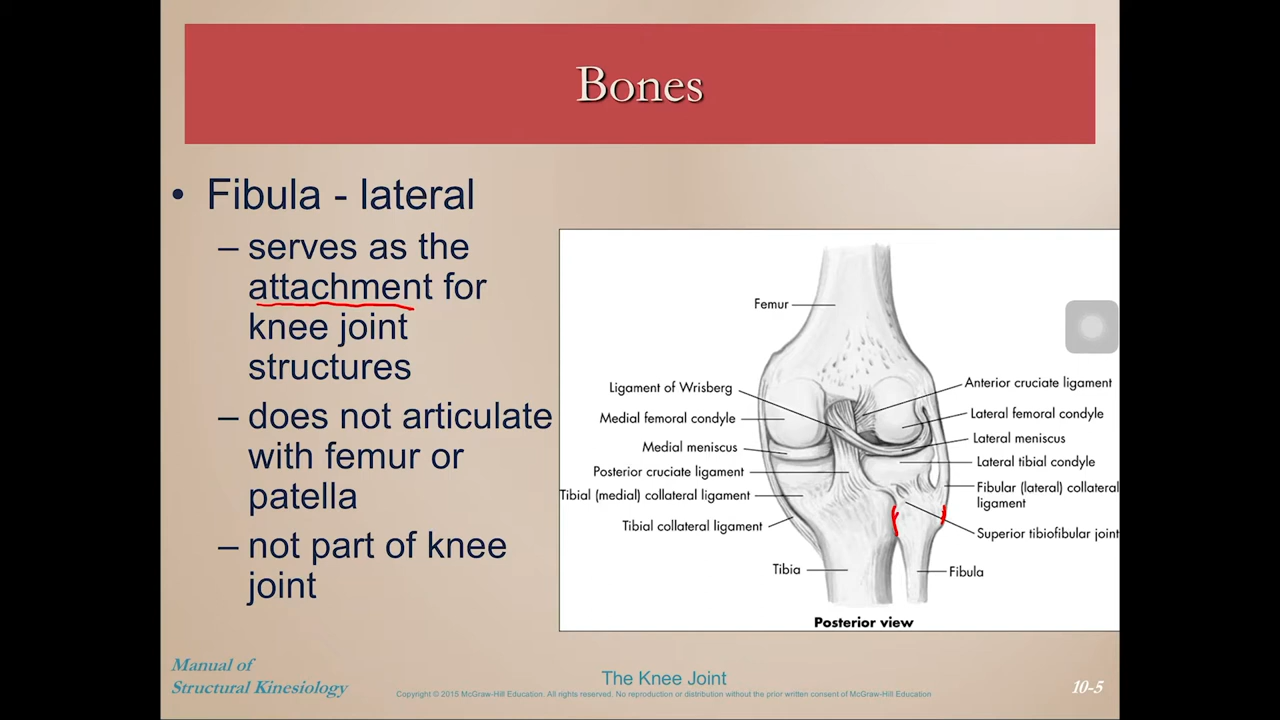 Bones
• Fibula - lateral
– serves as the
attachment for
knee joint
structures
– does not articulate
with femur or
patella
– not part of knee
joint
Femur
Ligament of Wrisberg
Medial femoral condyle
Medial meniscus
Posterior cruciate ligament
Tibial (medial) collateral ligament
Tibial collateral ligament
Tibia
Anterior cruciate ligament
Lateral femoral condyle
Lateral meniscus
Lateral tibial condyle
Fibular (lateral) collateral
ligament
Superior tibiofibular joint
Fibula
Posterior view
Manual of
Structural Kinesiology
The Knee Joint
Copyright © 2015 McGraw-Hill Education. All rights reserved. No reproduction or distribution without the prior written consent of McGraw-Hill Education
10-5